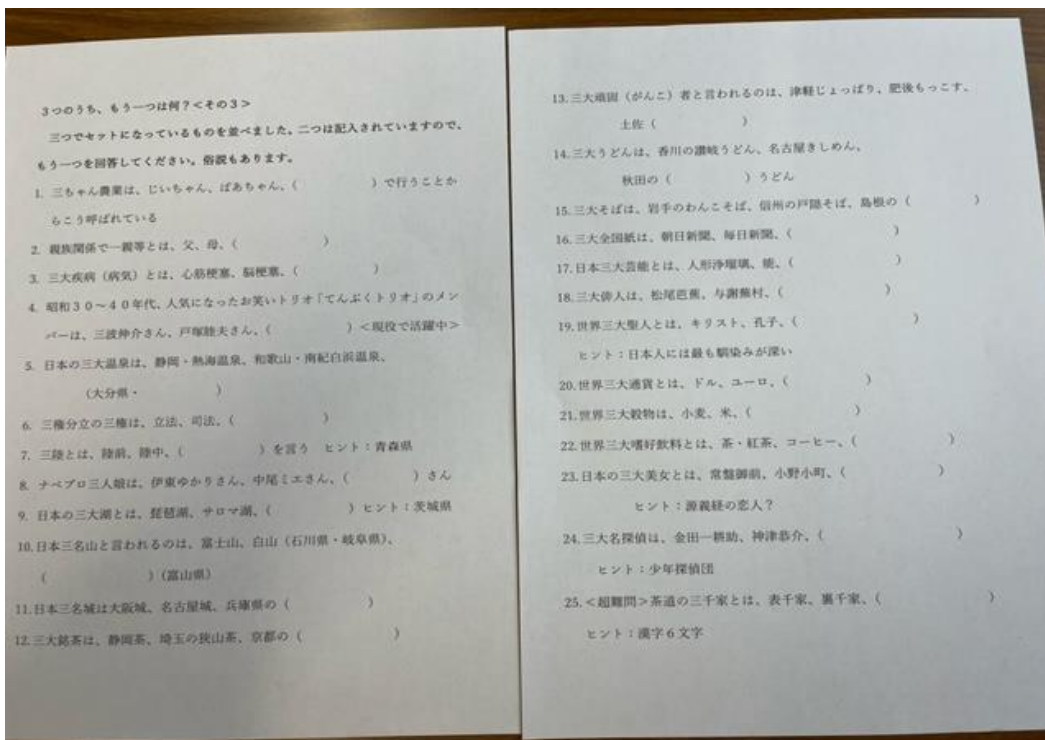 3つのうち、もう一つは何？＜その3＞
三つでセットになっているものを並べました。二つは記入されていますので、
もう一つを回答してください。俗説もあります。
1. 三ちゃん農業は、じいちゃん、ばあちゃん、（　　　　　）で行うことか
らこう呼ばれている
2. 親族関係で一親等とは、父、母、（　　　　　）
3. 三大疾病（病気）とは、心筋梗塞、脳梗塞、（　　　　　）
4. 昭和30～40年代、人気になったお笑いトリオ「てんぷくトリオ」のメン
バーは、三波伸介さん、戸塚睦夫さん、（　　　　　）＜現役で活躍中＞
5. 日本の三大温泉は、静岡・熱海温泉、和歌山・南紀白浜温泉、
（大分県・　　　　　）
6. 三権分立の三権は、立法、司法、（　　　　　）
7. 三陸とは、陸前、陸中、（　　　　　）を言う　ヒント：青森県
8. ナベプロ三人娘は、伊東ゆかりさん、中尾ミエさん、（　　　　　）さん
9. 日本の三大湖とは、琵琶湖、サロマ湖、（　　　　　）ヒント：茨城県
10.日本三名山と言われるのは、富士山、白山（石川県・岐阜県）、
（　　　　　）（富山県）
11.日本三名城は大阪城、名古屋城、兵庫県の（　　　　　）
12.三大銘茶は、静岡茶、埼玉の狭山茶、京都の（　　　　　）
13.三大頑固（がんこ）者と言われるのは、津軽じょっぱり、肥後もっこす、
土佐（　　　　　）
14.三大うどんは、香川の讃岐うどん、名古屋きしめん、
秋田の（　　　　　）うどん
15.三大そばは、岩手のわんこそば、信州の戸隠そば、島根の（　　　　　）
16.三大全国紙は、朝日新聞、毎日新聞、（　　　　　）
17.日本三大芸能とは、人形浄瑠璃、能、（　　　　　）
18.三大俳人は、松尾芭蕉、与謝蕪村、（　　　　　）
19.世界三大聖人とは、キリスト、孔子、（　　　　　）
ヒント：日本人には最も馴染みが深い
20.世界三大通貨とは、ドル、ユーロ、（　　　　　）
21.世界三大穀物は、小麦、米、（　　　　　）
22.世界三大嗜好飲料とは、茶・紅茶、コーヒー、（　　　　　）
23.日本の三大美女とは、常盤御前、小野小町、（　　　　　）
ヒント：源義経の恋人？
24.三大名探偵は、金田一耕助、神津恭介、（　　　　　）
ヒント：少年探偵団
25.＜超難問＞茶道の三千家とは、表千家、裏千家、（　　　　　）
ヒント：漢字6文字